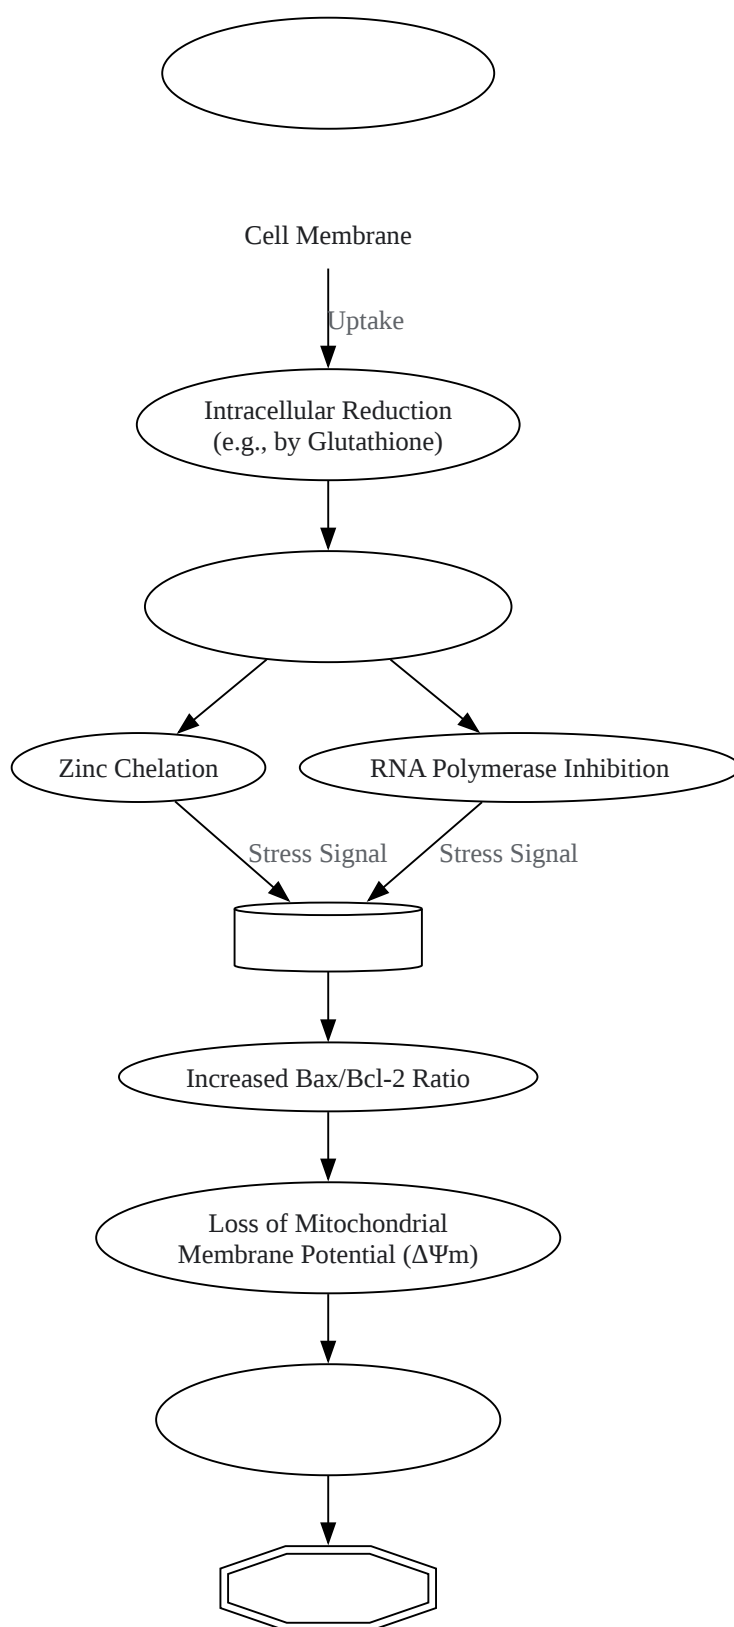 Cell Membrane
Uptake
Intracellular Reduction
(e.g., by Glutathione)
Zinc Chelation
RNA Polymerase Inhibition
Stress Signal
Stress Signal
Increased Bax/Bcl-2 Ratio
Loss of Mitochondrial
Membrane Potential (ΔΨm)